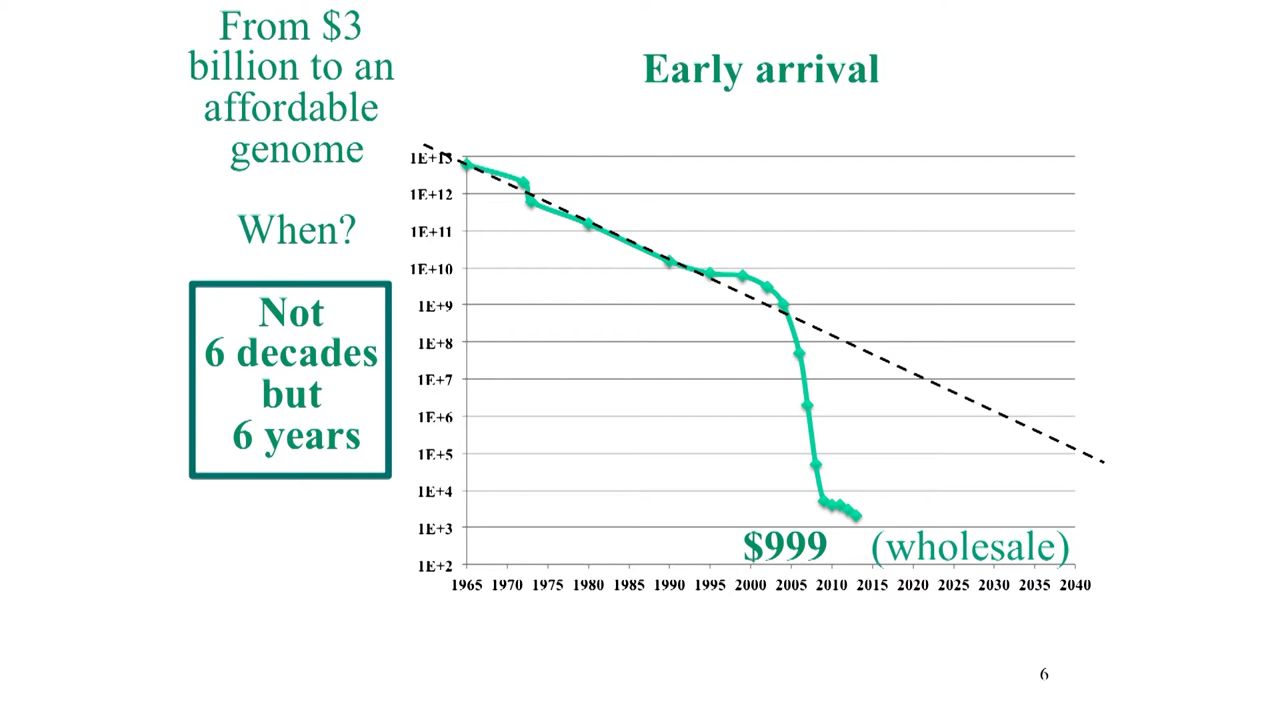 From $3
billion to an
affordable
genome
When?
Not
6 decades
but
6 years
Early arrival
1E+13
1E+12
1E+11
1E+10
1E+9
1E+8
1E+7
1E+6
1E+5
1E+4
1E+3
1E+2
$999 (wholesale)
1965 1970 1975 1980 1985 1990 1995 2000 2005 2010 2015 2020 2025 2030 2035 2040
6